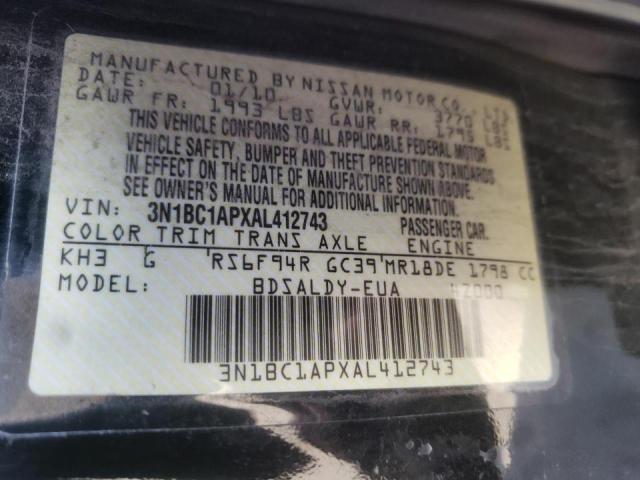 MANUFACTURED BY NISSAN MOTOR CO., LTD.
DATE: 01/10 GVWR: 3770 LBS
GAWR FR: 1993 LBS GAWR RR: 1795 LBS
THIS VEHICLE CONFORMS TO ALL APPLICABLE FEDERAL MOTOR
VEHICLE SAFETY, BUMPER AND THEFT PREVENTION STANDARDS
IN EFFECT ON THE DATE OF MANUFACTURE SHOWN ABOVE.
SEE OWNER'S MANUAL FOR ADDITIONAL INFORMATION.
VIN: 3N1BC1APXAL412743 PASSENGER CAR.
COLOR TRIM TRANS AXLE ENGINE
KH3 G RS6F94R GC39 MR18DE 1798 CC
BDSALDY-EUA
3N1BC1APXAL412743